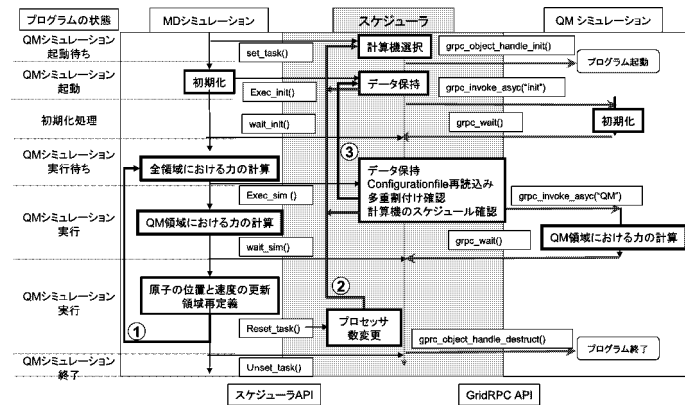 プログラムの状態
MDシミュレーション
スケジューラ
QM シミュレーション
QMシミュレーション
起動待ち
set_task()
計算機選択
grpc_object_handle_init()
プログラム起動
QMシミュレーション
起動
初期化
Exec_init()
データ保持
grpc_invoke_asyc("init")
初期化処理
wait_init()
grpc_wait()
初期化
③
QMシミュレーション
実行待ち
全領域における力の計算
データ保持
Configurationfile再読込み
多重割付け確認
計算機のスケジュール確認
Exec_sim ()
grpc_invoke_asyc("QM")
QMシミュレーション
実行
QM領域における力の計算
wait_sim()
grpc_wait()
QM領域における力の計算
QMシミュレーション
実行
原子の位置と速度の更新
領域再定義
①
②
Reset_task()
プロセッサ
数変更
gprc_object_handle_destruct()
プログラム終了
QMシミュレーション
終了
Unset_task()
スケジューラAPI
GridRPC API